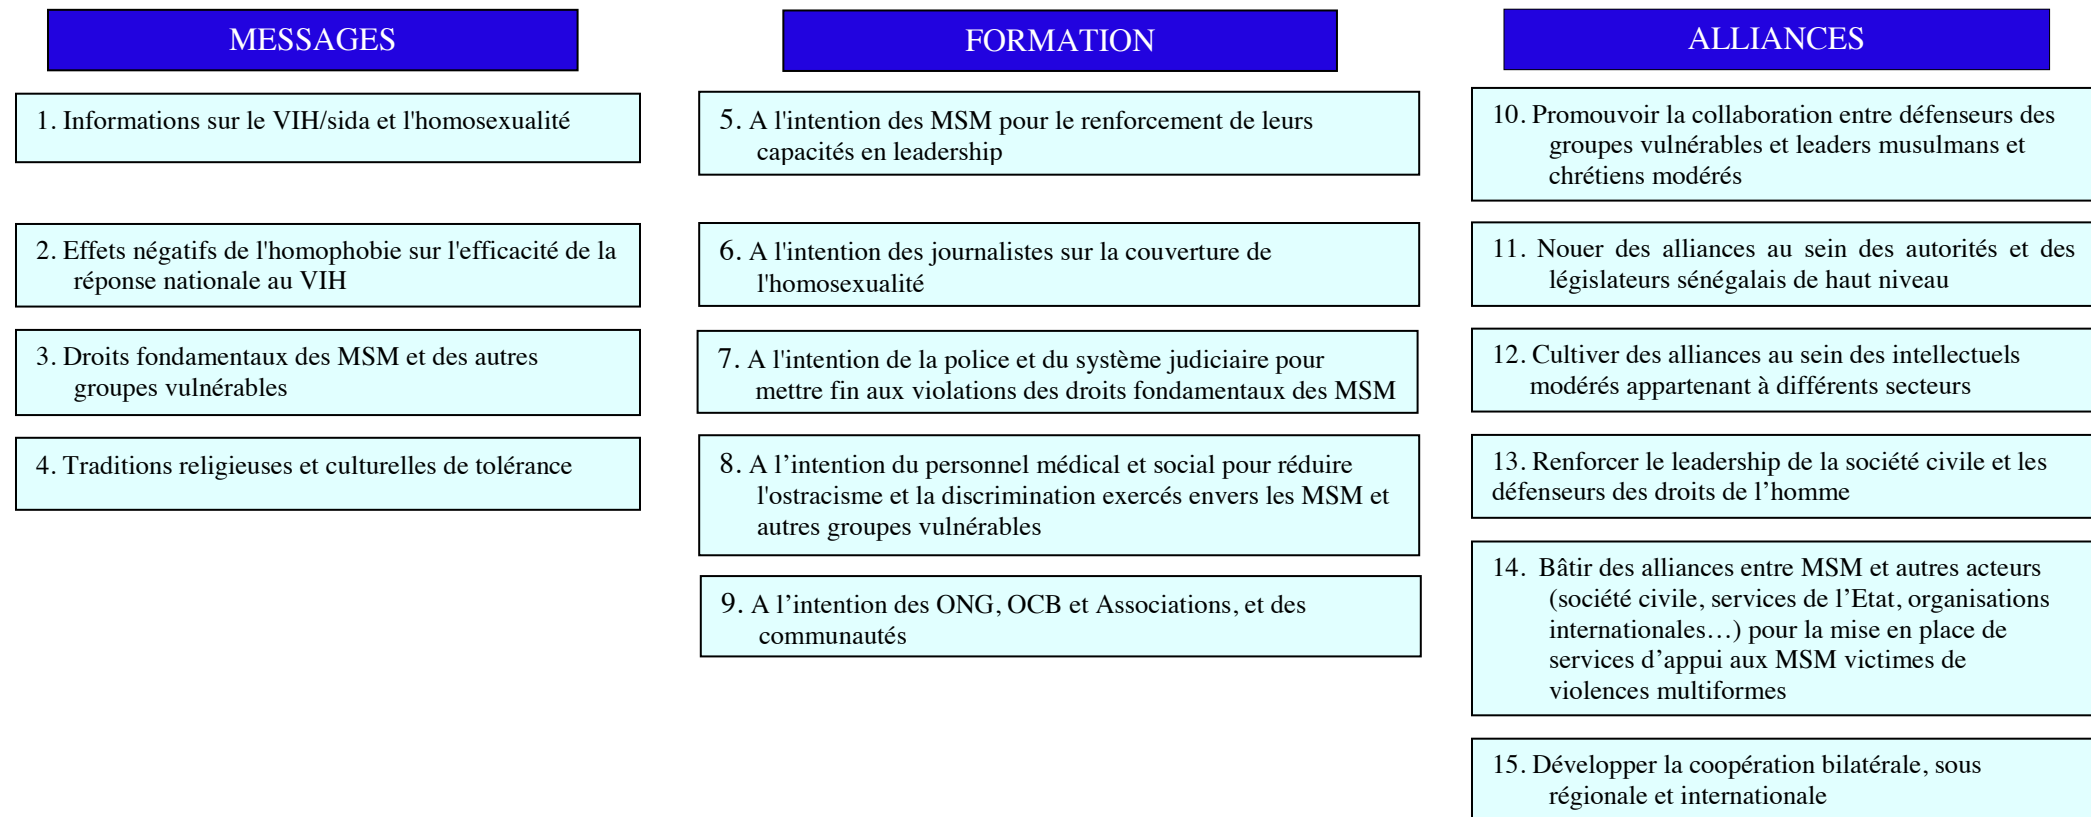 MESSAGES
1. Informations sur le VIH/sida et l'homosexualité
2. Effets négatifs de l'homophobie sur l'efficacité de la
réponse nationale au VIH
3. Droits fondamentaux des MSM et des autres
groupes vulnérables
4. Traditions religieuses et culturelles de tolérance
FORMATION
5. A l'intention des MSM pour le renforcement de leurs
capacités en leadership
6. A l'intention des journalistes sur la couverture de
l'homosexualité
7. A l'intention de la police et du système judiciaire pour
mettre fin aux violations des droits fondamentaux des MSM
8. A l’intention du personnel médical et social pour réduire
l'ostracisme et la discrimination exercés envers les MSM et
autres groupes vulnérables
9. A l’intention des ONG, OCB et Associations, et des
communautés
ALLIANCES
10. Promouvoir la collaboration entre défenseurs des
groupes vulnérables et leaders musulmans et
chrétiens modérés
11. Nouer des alliances au sein des autorités et des
législateurs sénégalais de haut niveau
12. Cultiver des alliances au sein des intellectuels
modérés appartenant à différents secteurs
13. Renforcer le leadership de la société civile et les
défenseurs des droits de l’homme
14. Bâtir des alliances entre MSM et autres acteurs
(société civile, services de l’Etat, organisations
internationales…) pour la mise en place de
services d’appui aux MSM victimes de
violences multiformes
15. Développer la coopération bilatérale, sous
régionale et internationale